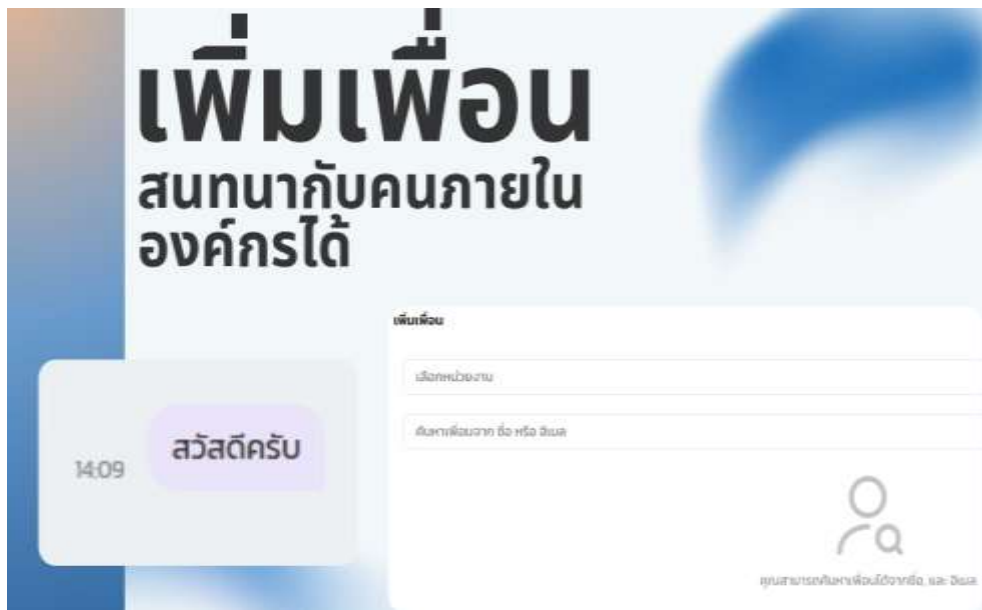 เพิ่มเพื่อน
สนทนากับคนภายใน
องค์กรได้
เพิ่มเพื่อน
เลือกหน่วยงาน
ค้นหาเพื่อนจาก ชื่อ หรือ อีเมล
สวัสดีครับ
14:09
คุณสามารถค้นหาเพื่อนได้จากชื่อ, และ อีเมล